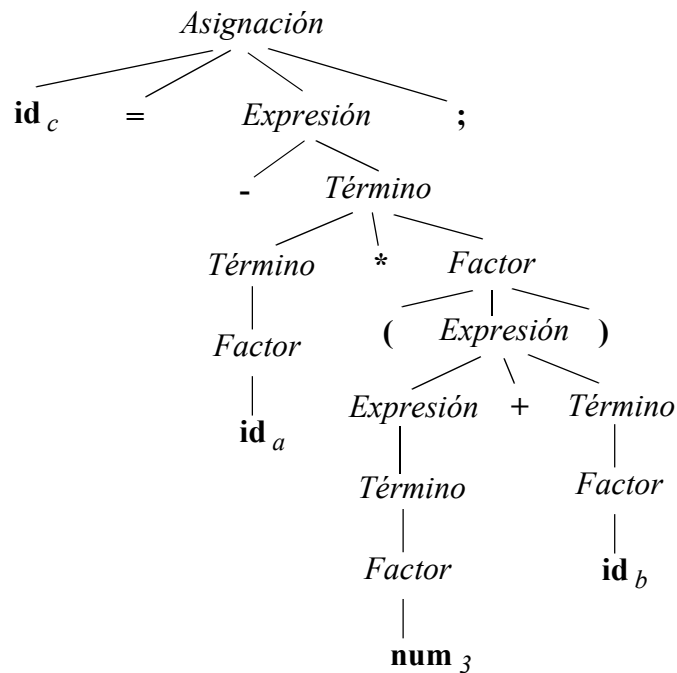 Asignación
id c = Expresión ;
- Término
Término * Factor
( Expresión )
Factor
Expresión + Término
id a
Término Factor
Factor id b
num 3